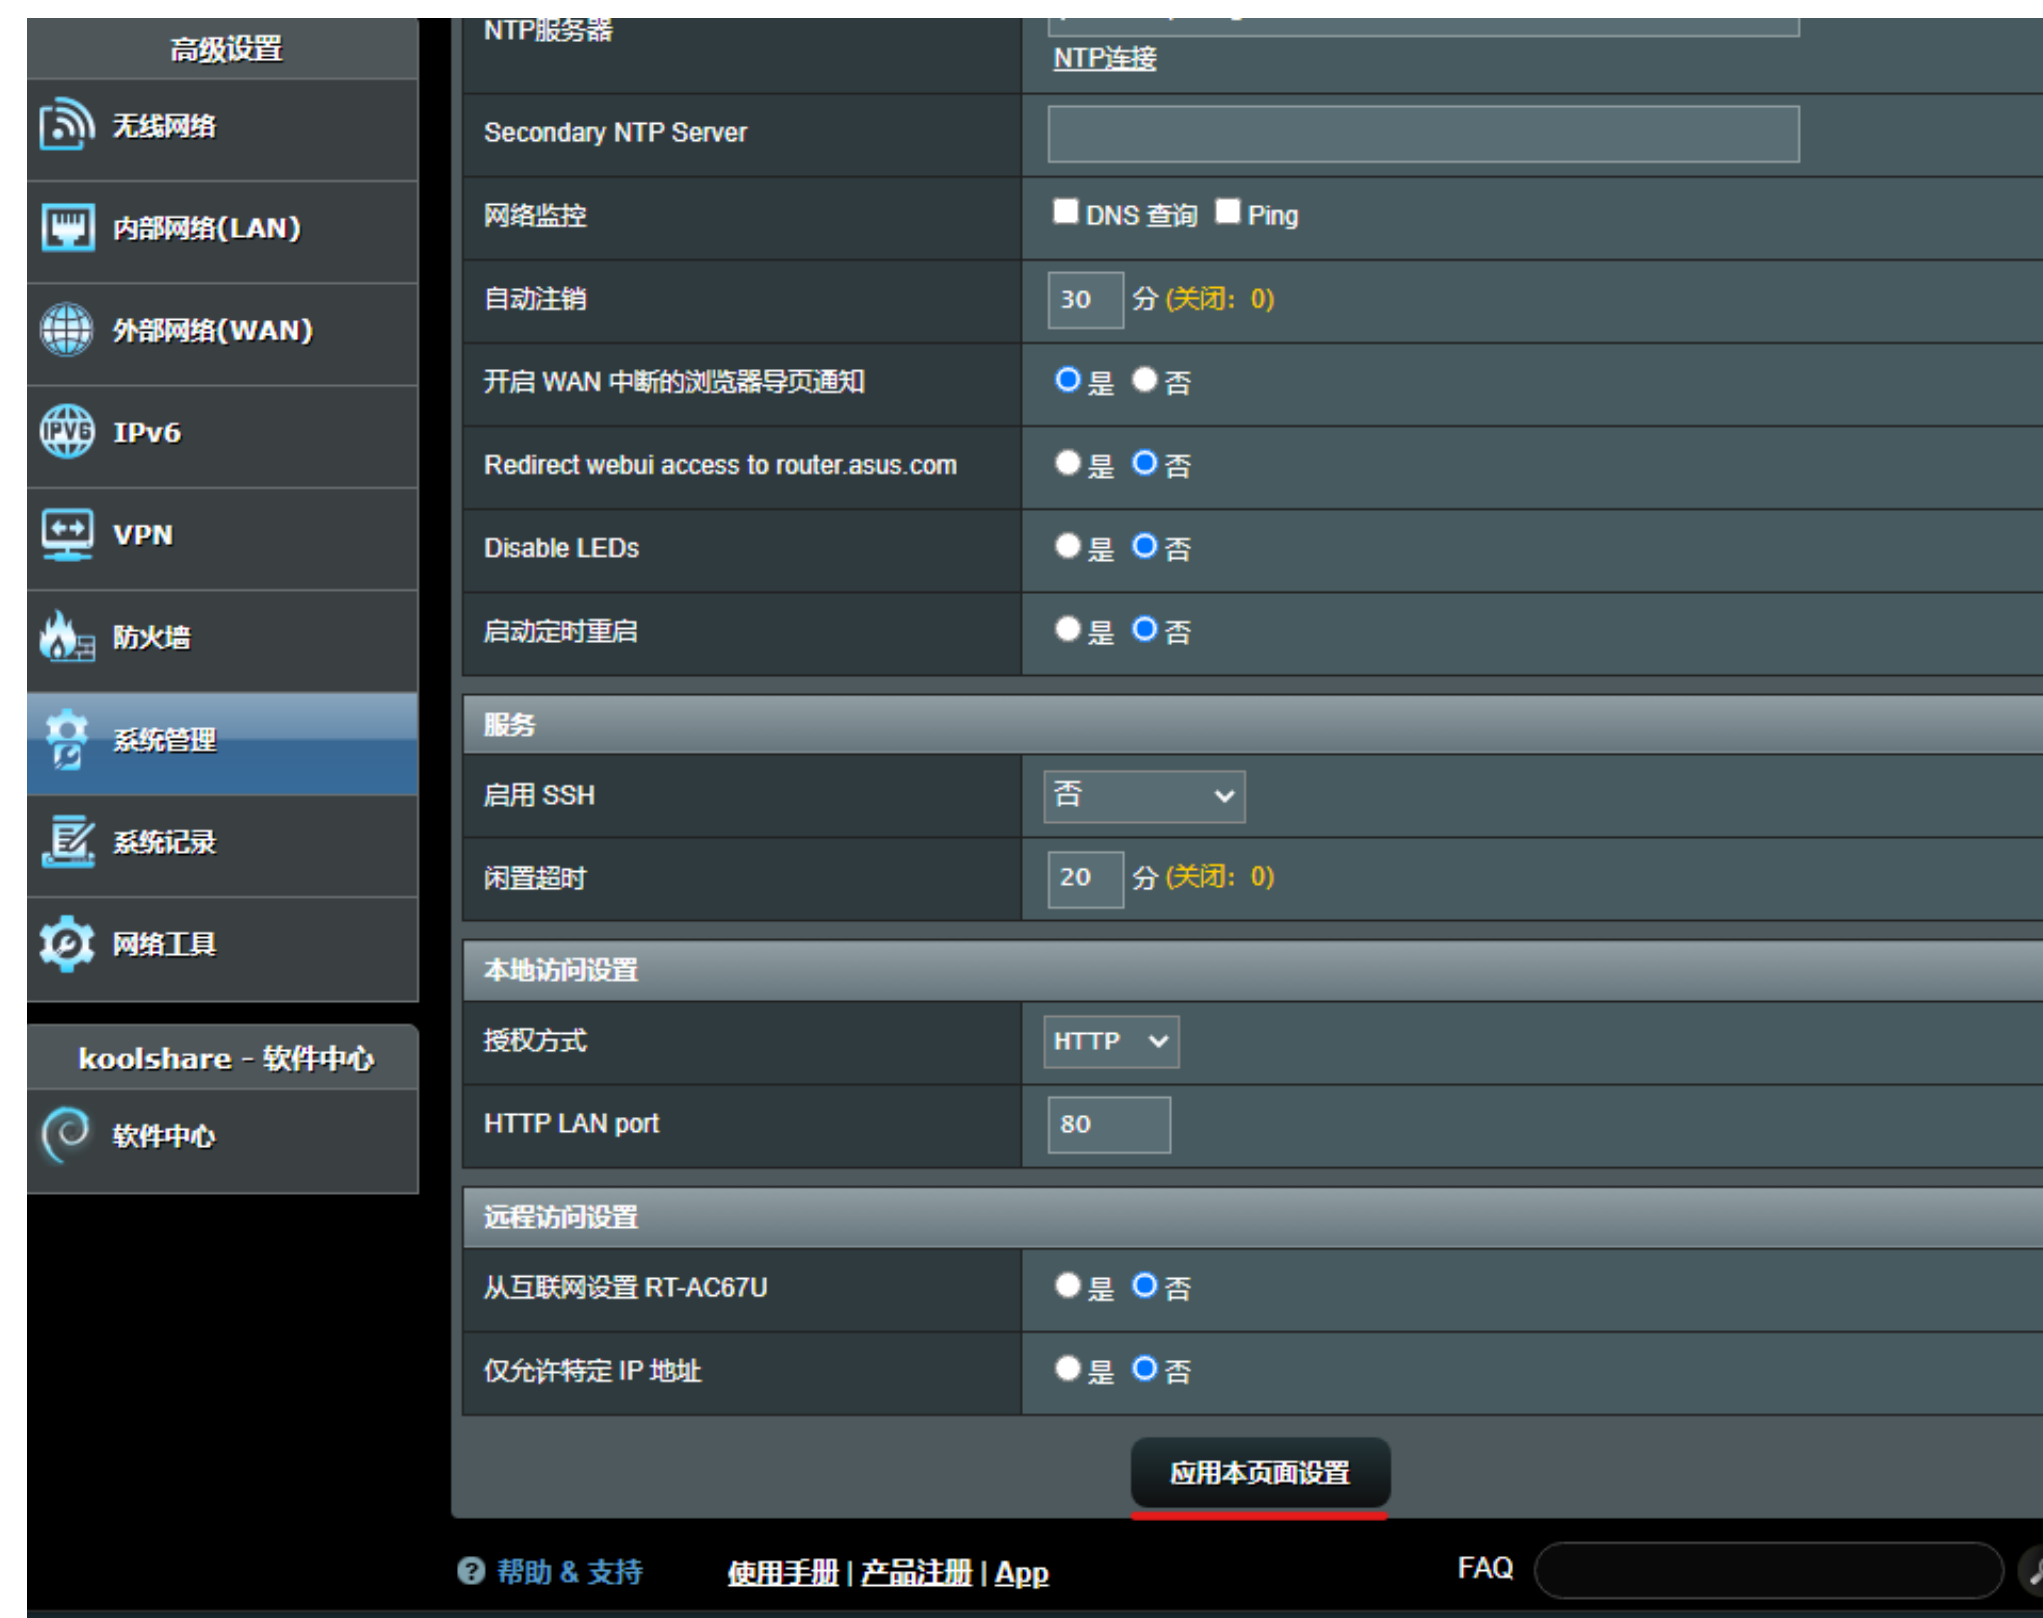 高级设置
无线网络
内部网络(LAN)
外部网络(WAN)
IPv6
VPN
防火墙
系统管理
系统记录
网络工具
koolshare - 软件中心
软件中心
NTP服务器
NTP连接
Secondary NTP Server
网络监控 DNS 查询 Ping
自动注销 30 分 (关闭：0)
开启 WAN 中断的浏览器导页通知 是 否
Redirect webui access to router.asus.com 是 否
Disable LEDs 是 否
启动定时重启 是 否
服务
启用 SSH 否
闲置超时 20 分 (关闭：0)
本地访问设置
授权方式 HTTP
HTTP LAN port 80
远程访问设置
从互联网设置 RT-AC67U 是 否
仅允许特定 IP 地址 是 否
应用本页面设置
帮助 & 支持 使用手册 | 产品注册 | App FAQ